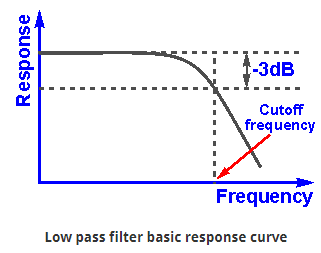 Response
-3dB
Cutoff
frequency
Frequency
Low pass filter basic response curve